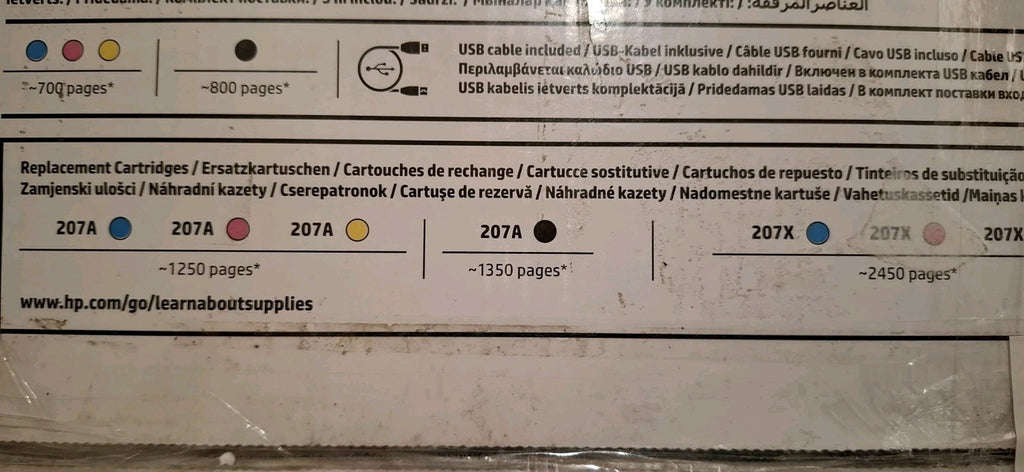 ~700 pages*
~800 pages*
USB cable included / USB-Kabel inklusive / Câble USB fourni / Cavo USB incluso / Cable US
Περιλαμβάνεται καλώδιο USB / USB kablo dahildir / Включен в комплекта USB кабел /
USB kabelis ietverts komplektācijā / Pridedamas USB laidas / В комплект поставки вход
Replacement Cartridges / Ersatzkartuschen / Cartouches de rechange / Cartucce sostitutive / Cartuchos de repuesto / Tinteiros de substituição
Zamjenski ulošci / Náhradní kazety / Cserepatronok / Cartuşe de rezervă / Náhradné kazety / Nadomestne kartuše / Vahetuskassetid / Maiņas
207A 207A 207A 207A 207X 207X 207X
~1250 pages* ~1350 pages* ~2450 pages*
www.hp.com/go/learnaboutsupplies